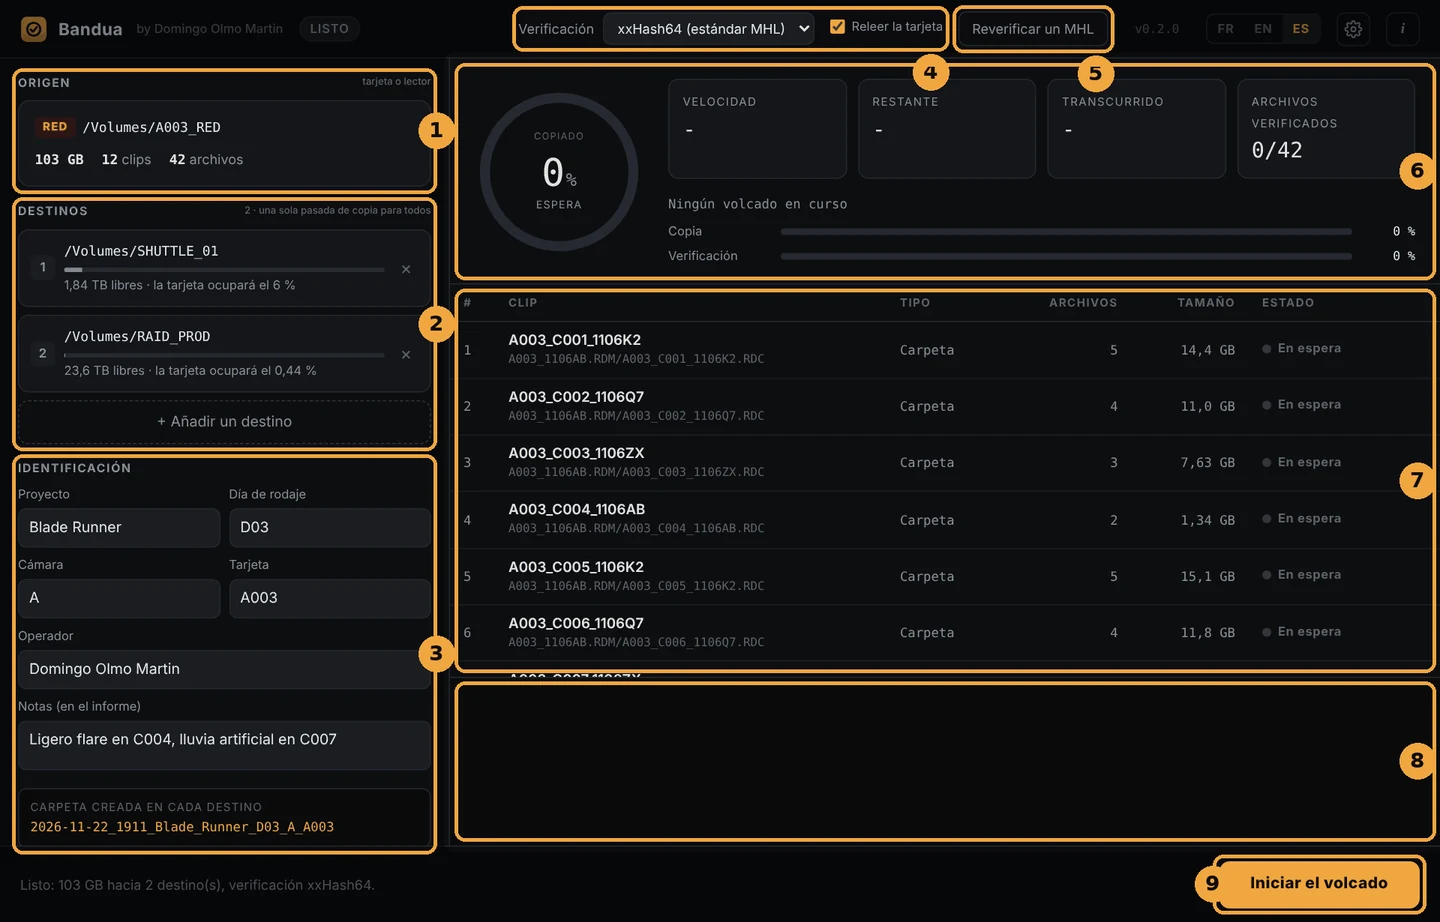 Bandua by Domingo Olmo Martin LISTO
Verificación xxHash64 (estándar MHL) Releer la tarjeta
Reverificar un MHL
v0.2.0 FR EN ES i
4
5
ORIGEN tarjeta o lector
RED /Volumes/A003_RED
103 GB 12 clips 42 archivos
1
DESTINOS 2 · una sola pasada de copia para todos
1 /Volumes/SHUTTLE_01 ×
1,84 TB libres · la tarjeta ocupará el 6 %
2 /Volumes/RAID_PROD ×
23,6 TB libres · la tarjeta ocupará el 0,44 %
+ Añadir un destino
2
IDENTIFICACIÓN
Proyecto Día de rodaje
Blade Runner D03
Cámara Tarjeta
A A003
Operador
Domingo Olmo Martin
Notas (en el informe)
Ligero flare en C004, lluvia artificial en C007
CARPETA CREADA EN CADA DESTINO
2026-11-22_1911_Blade_Runner_D03_A_A003
3
COPIADO
0%
ESPERA
VELOCIDAD
-
RESTANTE
-
TRANSCURRIDO
-
ARCHIVOS
VERIFICADOS
0/42
Ningún volcado en curso
Copia 0 %
Verificación 0 %
6
# CLIP TIPO ARCHIVOS TAMAÑO ESTADO
1 A003_C001_1106K2 Carpeta 5 14,4 GB En espera
A003_1106AB.RDM/A003_C001_1106K2.RDC
2 A003_C002_1106Q7 Carpeta 4 11,0 GB En espera
A003_1106AB.RDM/A003_C002_1106Q7.RDC
3 A003_C003_1106ZX Carpeta 3 7,63 GB En espera
A003_1106AB.RDM/A003_C003_1106ZX.RDC
4 A003_C004_1106AB Carpeta 2 1,34 GB En espera
A003_1106AB.RDM/A003_C004_1106AB.RDC
5 A003_C005_1106K2 Carpeta 5 15,1 GB En espera
A003_1106AB.RDM/A003_C005_1106K2.RDC
6 A003_C006_1106Q7 Carpeta 4 11,8 GB En espera
A003_1106AB.RDM/A003_C006_1106Q7.RDC
7
8
Listo: 103 GB hacia 2 destino(s), verificación xxHash64.
9 Iniciar el volcado